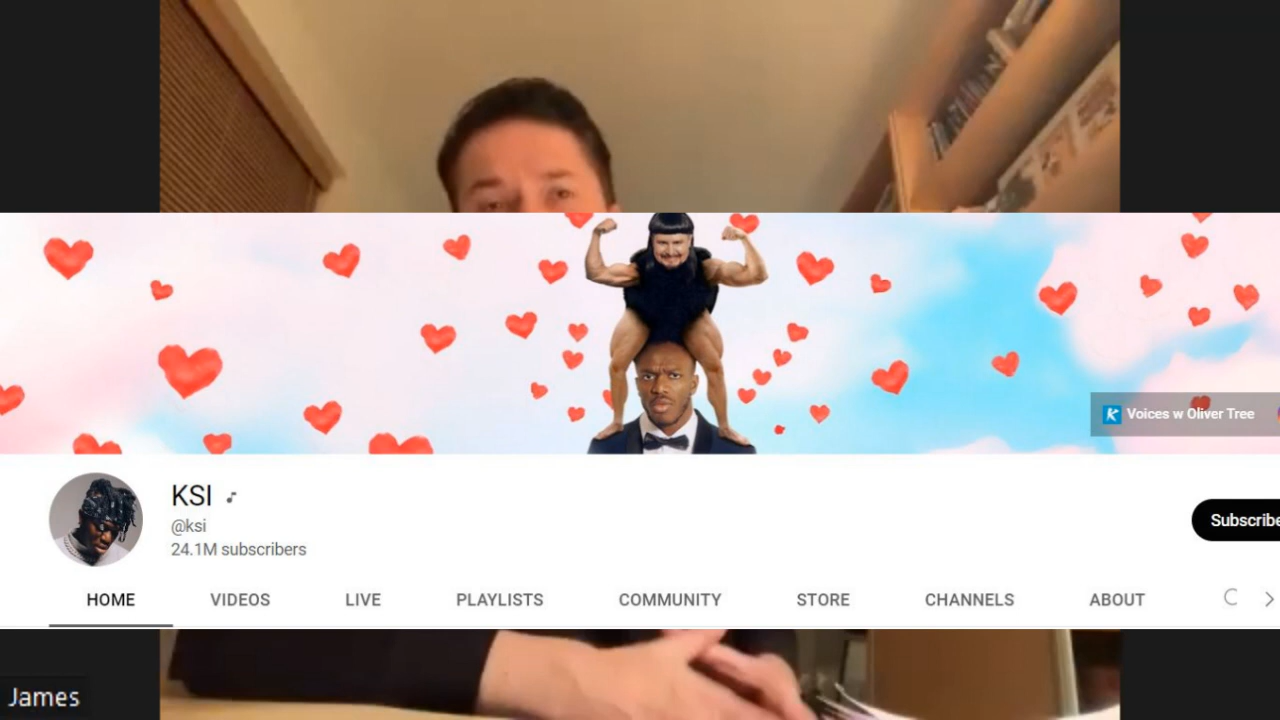 Voices w Oliver Tree
KSI
@ksi
24.1M subscribers
Subscribe
HOME VIDEOS LIVE PLAYLISTS COMMUNITY STORE CHANNELS ABOUT
James